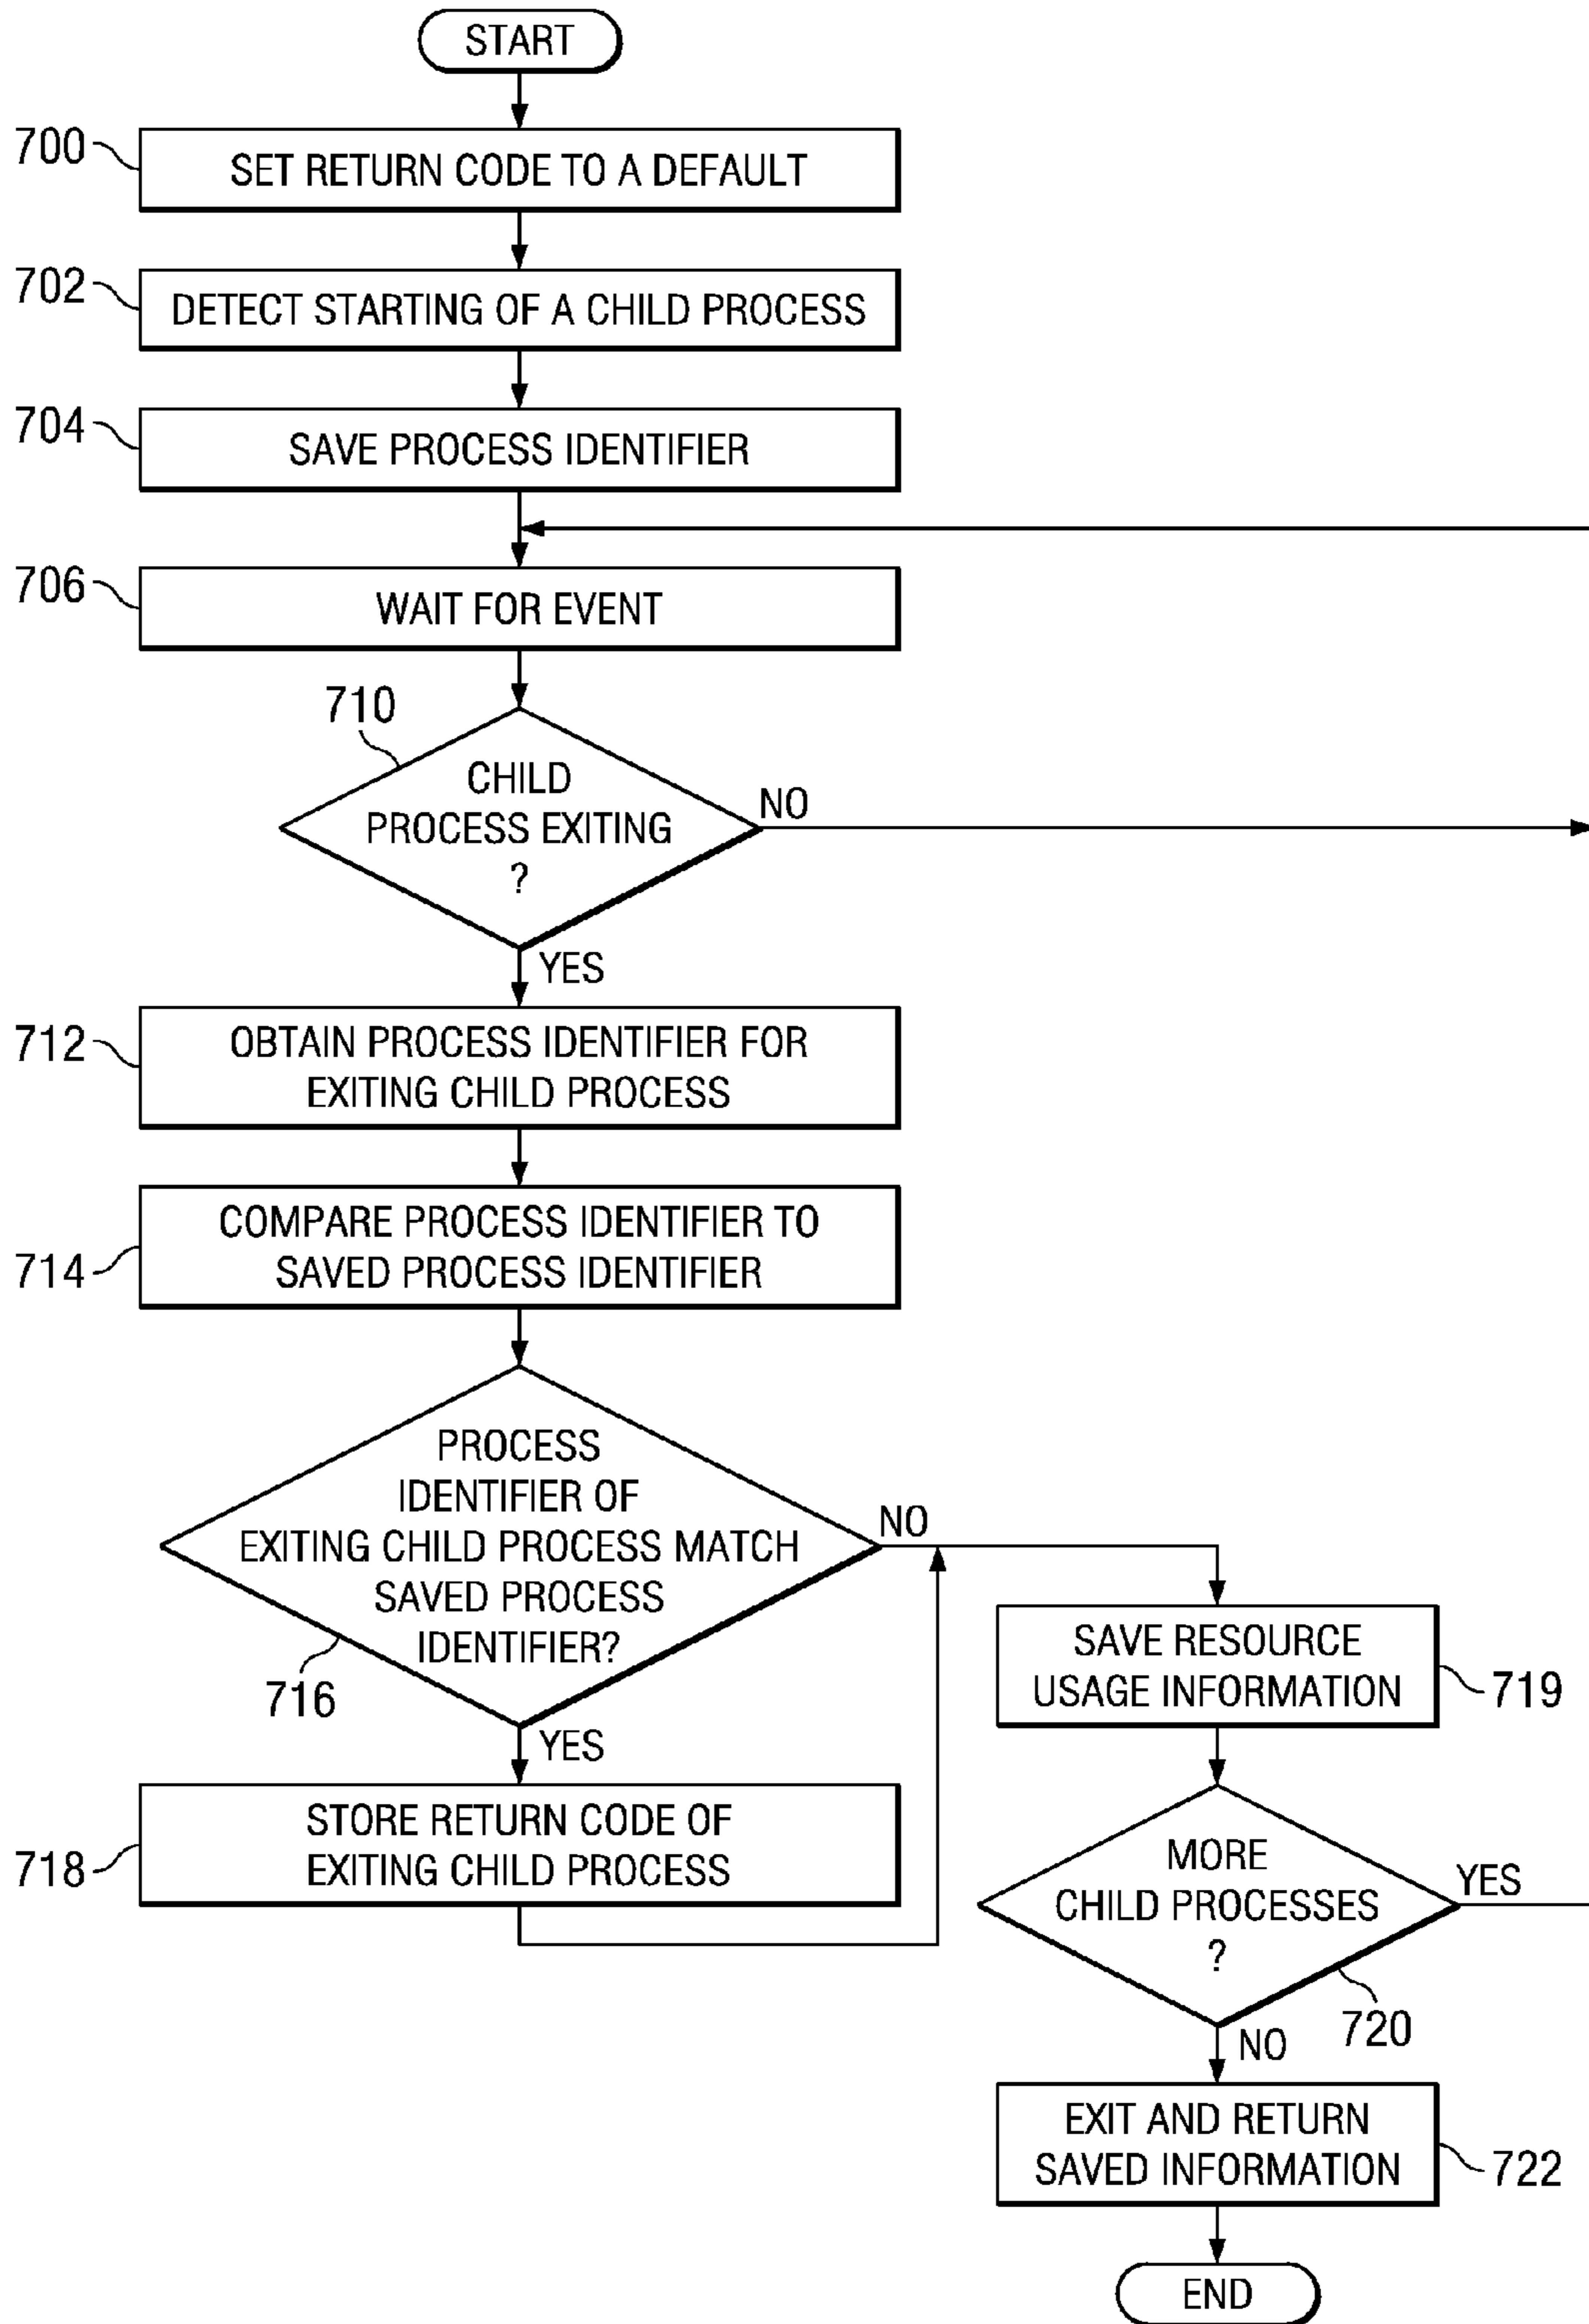 START
700
SET RETURN CODE TO A DEFAULT
702
DETECT STARTING OF A CHILD PROCESS
704
SAVE PROCESS IDENTIFIER
706
WAIT FOR EVENT
710
CHILD
PROCESS EXITING
?
NO
YES
712
OBTAIN PROCESS IDENTIFIER FOR
EXITING CHILD PROCESS
714
COMPARE PROCESS IDENTIFIER TO
SAVED PROCESS IDENTIFIER
PROCESS
IDENTIFIER OF
EXITING CHILD PROCESS MATCH
SAVED PROCESS
IDENTIFIER?
716
NO
YES
718
STORE RETURN CODE OF
EXITING CHILD PROCESS
SAVE RESOURCE
USAGE INFORMATION
719
MORE
CHILD PROCESSES
?
YES
720
NO
EXIT AND RETURN
SAVED INFORMATION
722
END